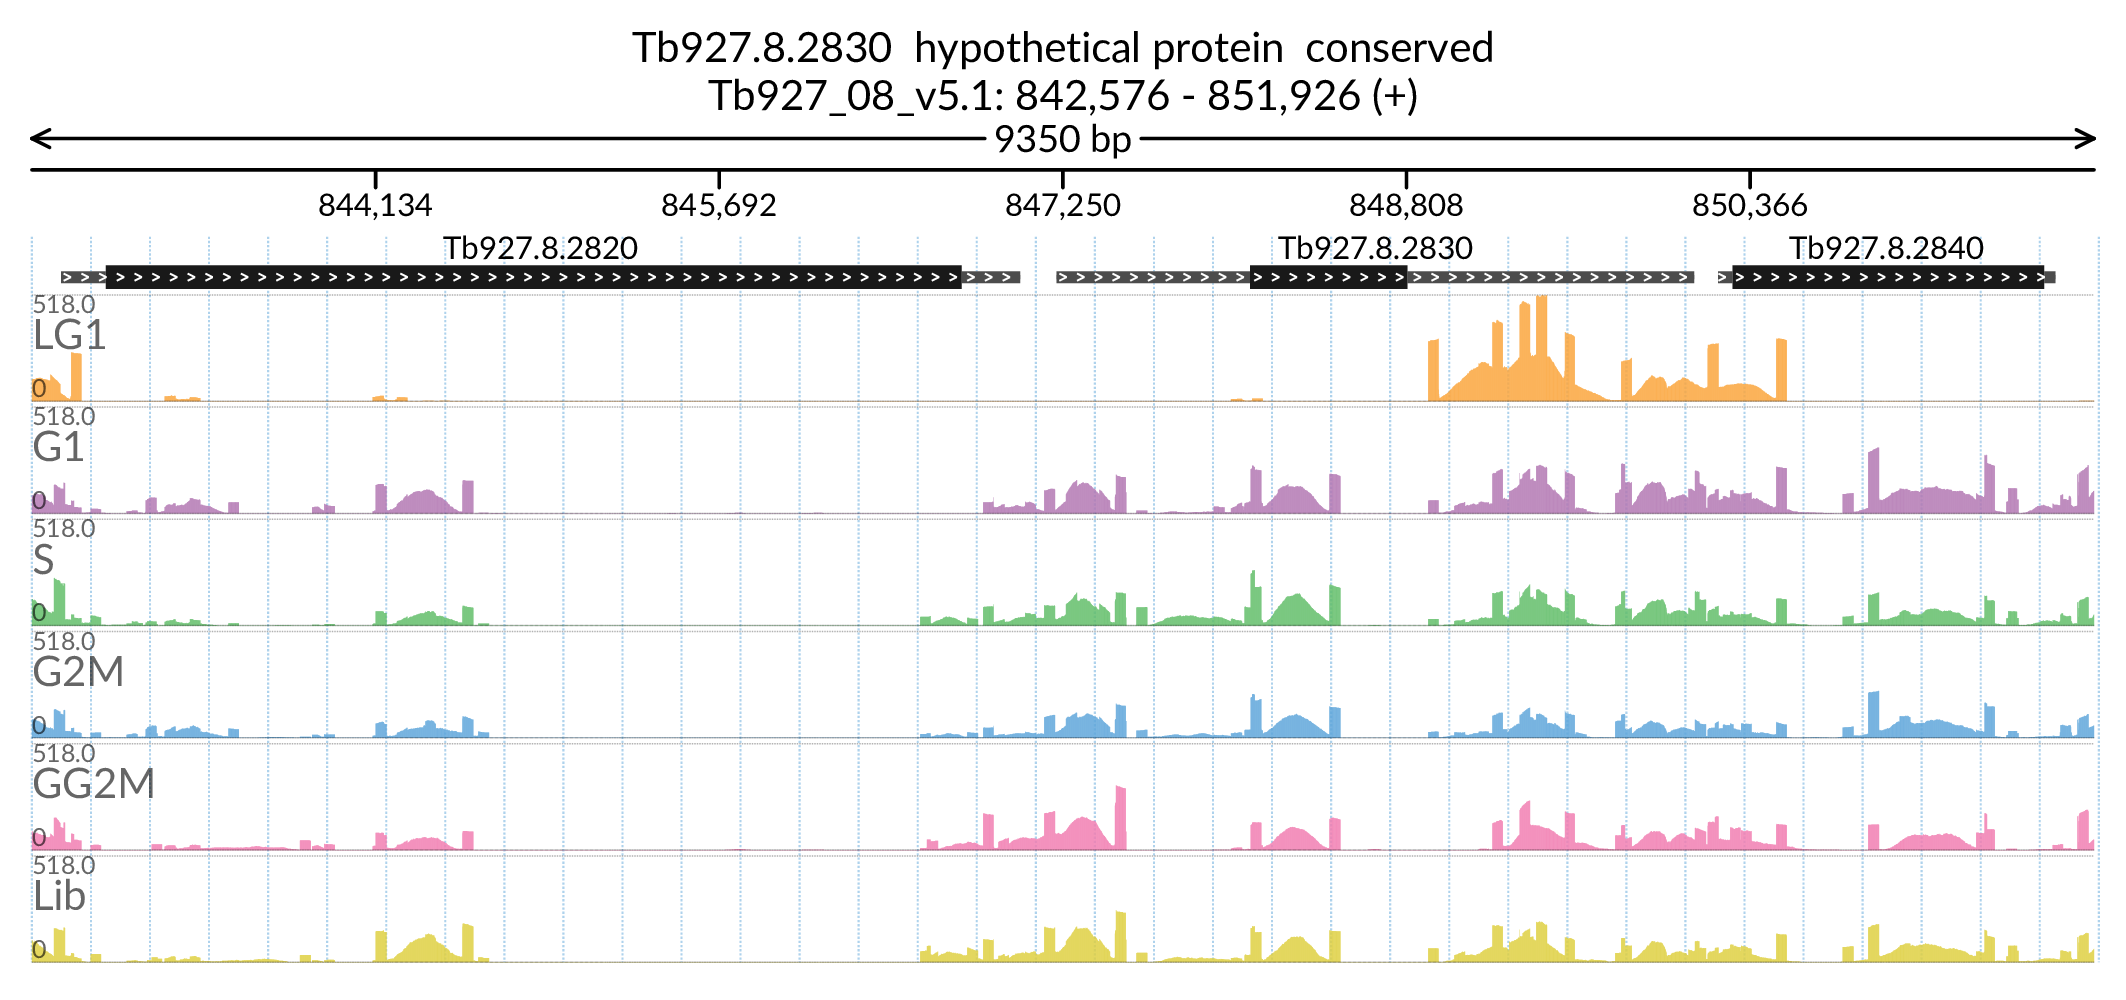 Tb927.8.2830 hypothetical protein conserved
Tb927_08_v5.1: 842,576 - 851,926 (+)
9350 bp
844,134 845,692 847,250 848,808 850,366
Tb927.8.2820 Tb927.8.2830 Tb927.8.2840
518.0
LG1
0
518.0
G1
0
518.0
S
0
518.0
G2M
0
518.0
GG2M
0
518.0
Lib
0